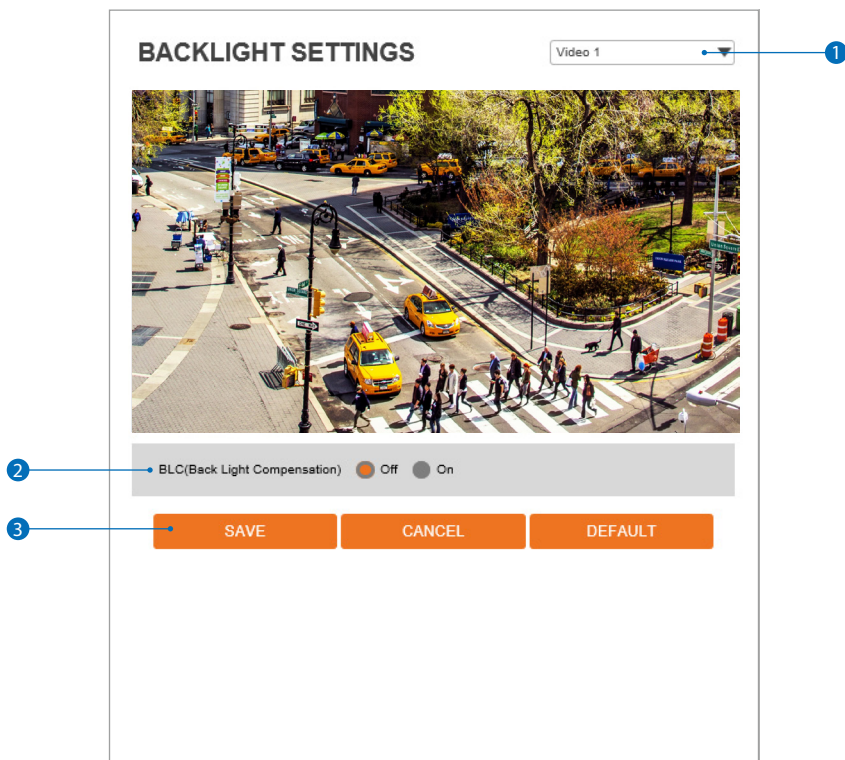 BACKLIGHT SETTINGS
Video 1
1
2
BLC(Back Light Compensation) Off On
3
SAVE CANCEL DEFAULT